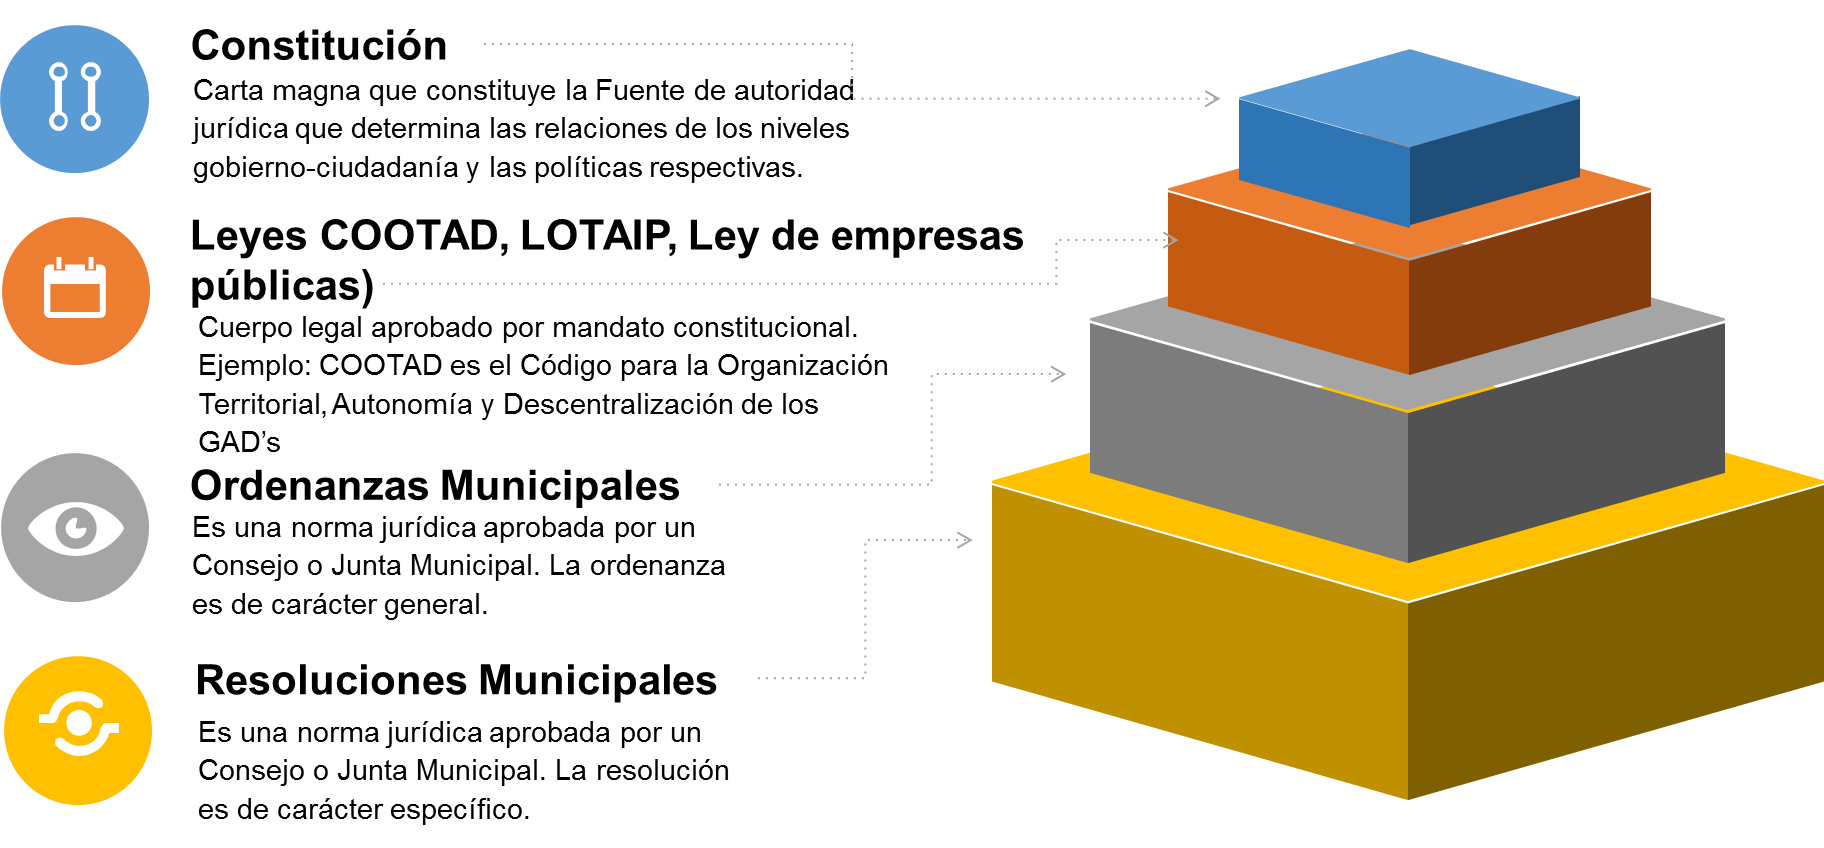 Constitución
Carta magna que constituye la Fuente de autoridad
jurídica que determina las relaciones de los niveles
gobierno-ciudadanía y las políticas respectivas.
Leyes COOTAD, LOTAIP, Ley de empresas
públicas)
Cuerpo legal aprobado por mandato constitucional.
Ejemplo: COOTAD es el Código para la Organización
Territorial, Autonomía y Descentralización de los
GAD’s
Ordenanzas Municipales
Es una norma jurídica aprobada por un
Consejo o Junta Municipal. La ordenanza
es de carácter general.
Resoluciones Municipales
Es una norma jurídica aprobada por un
Consejo o Junta Municipal. La resolución
es de carácter específico.